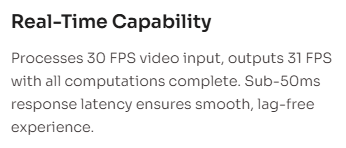 Real-Time Capability
Processes 30 FPS video input, outputs 31 FPS
with all computations complete. Sub-50ms
response latency ensures smooth, lag-free
experience.